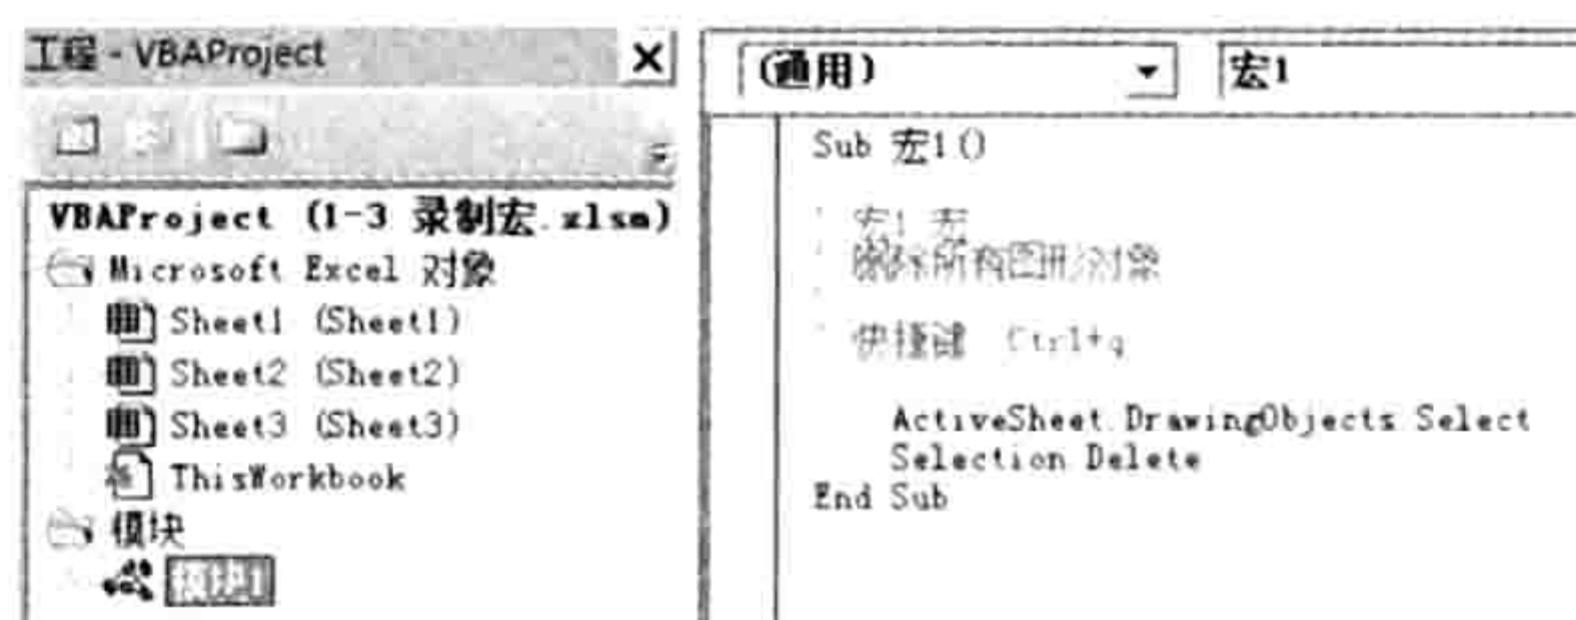 工程 - VBAProject
VBAProject (1-3 录制宏.xlsm)
Microsoft Excel 对象
Sheet1 (Sheet1)
Sheet2 (Sheet2)
Sheet3 (Sheet3)
ThisWorkbook
模块
模块1
(通用)
宏1
Sub 宏1()
' 宏1 宏
' 删除所有图形对象
'
' 快捷键 Ctrl+q
ActiveSheet.DrawingObjects.Select
Selection.Delete
End Sub